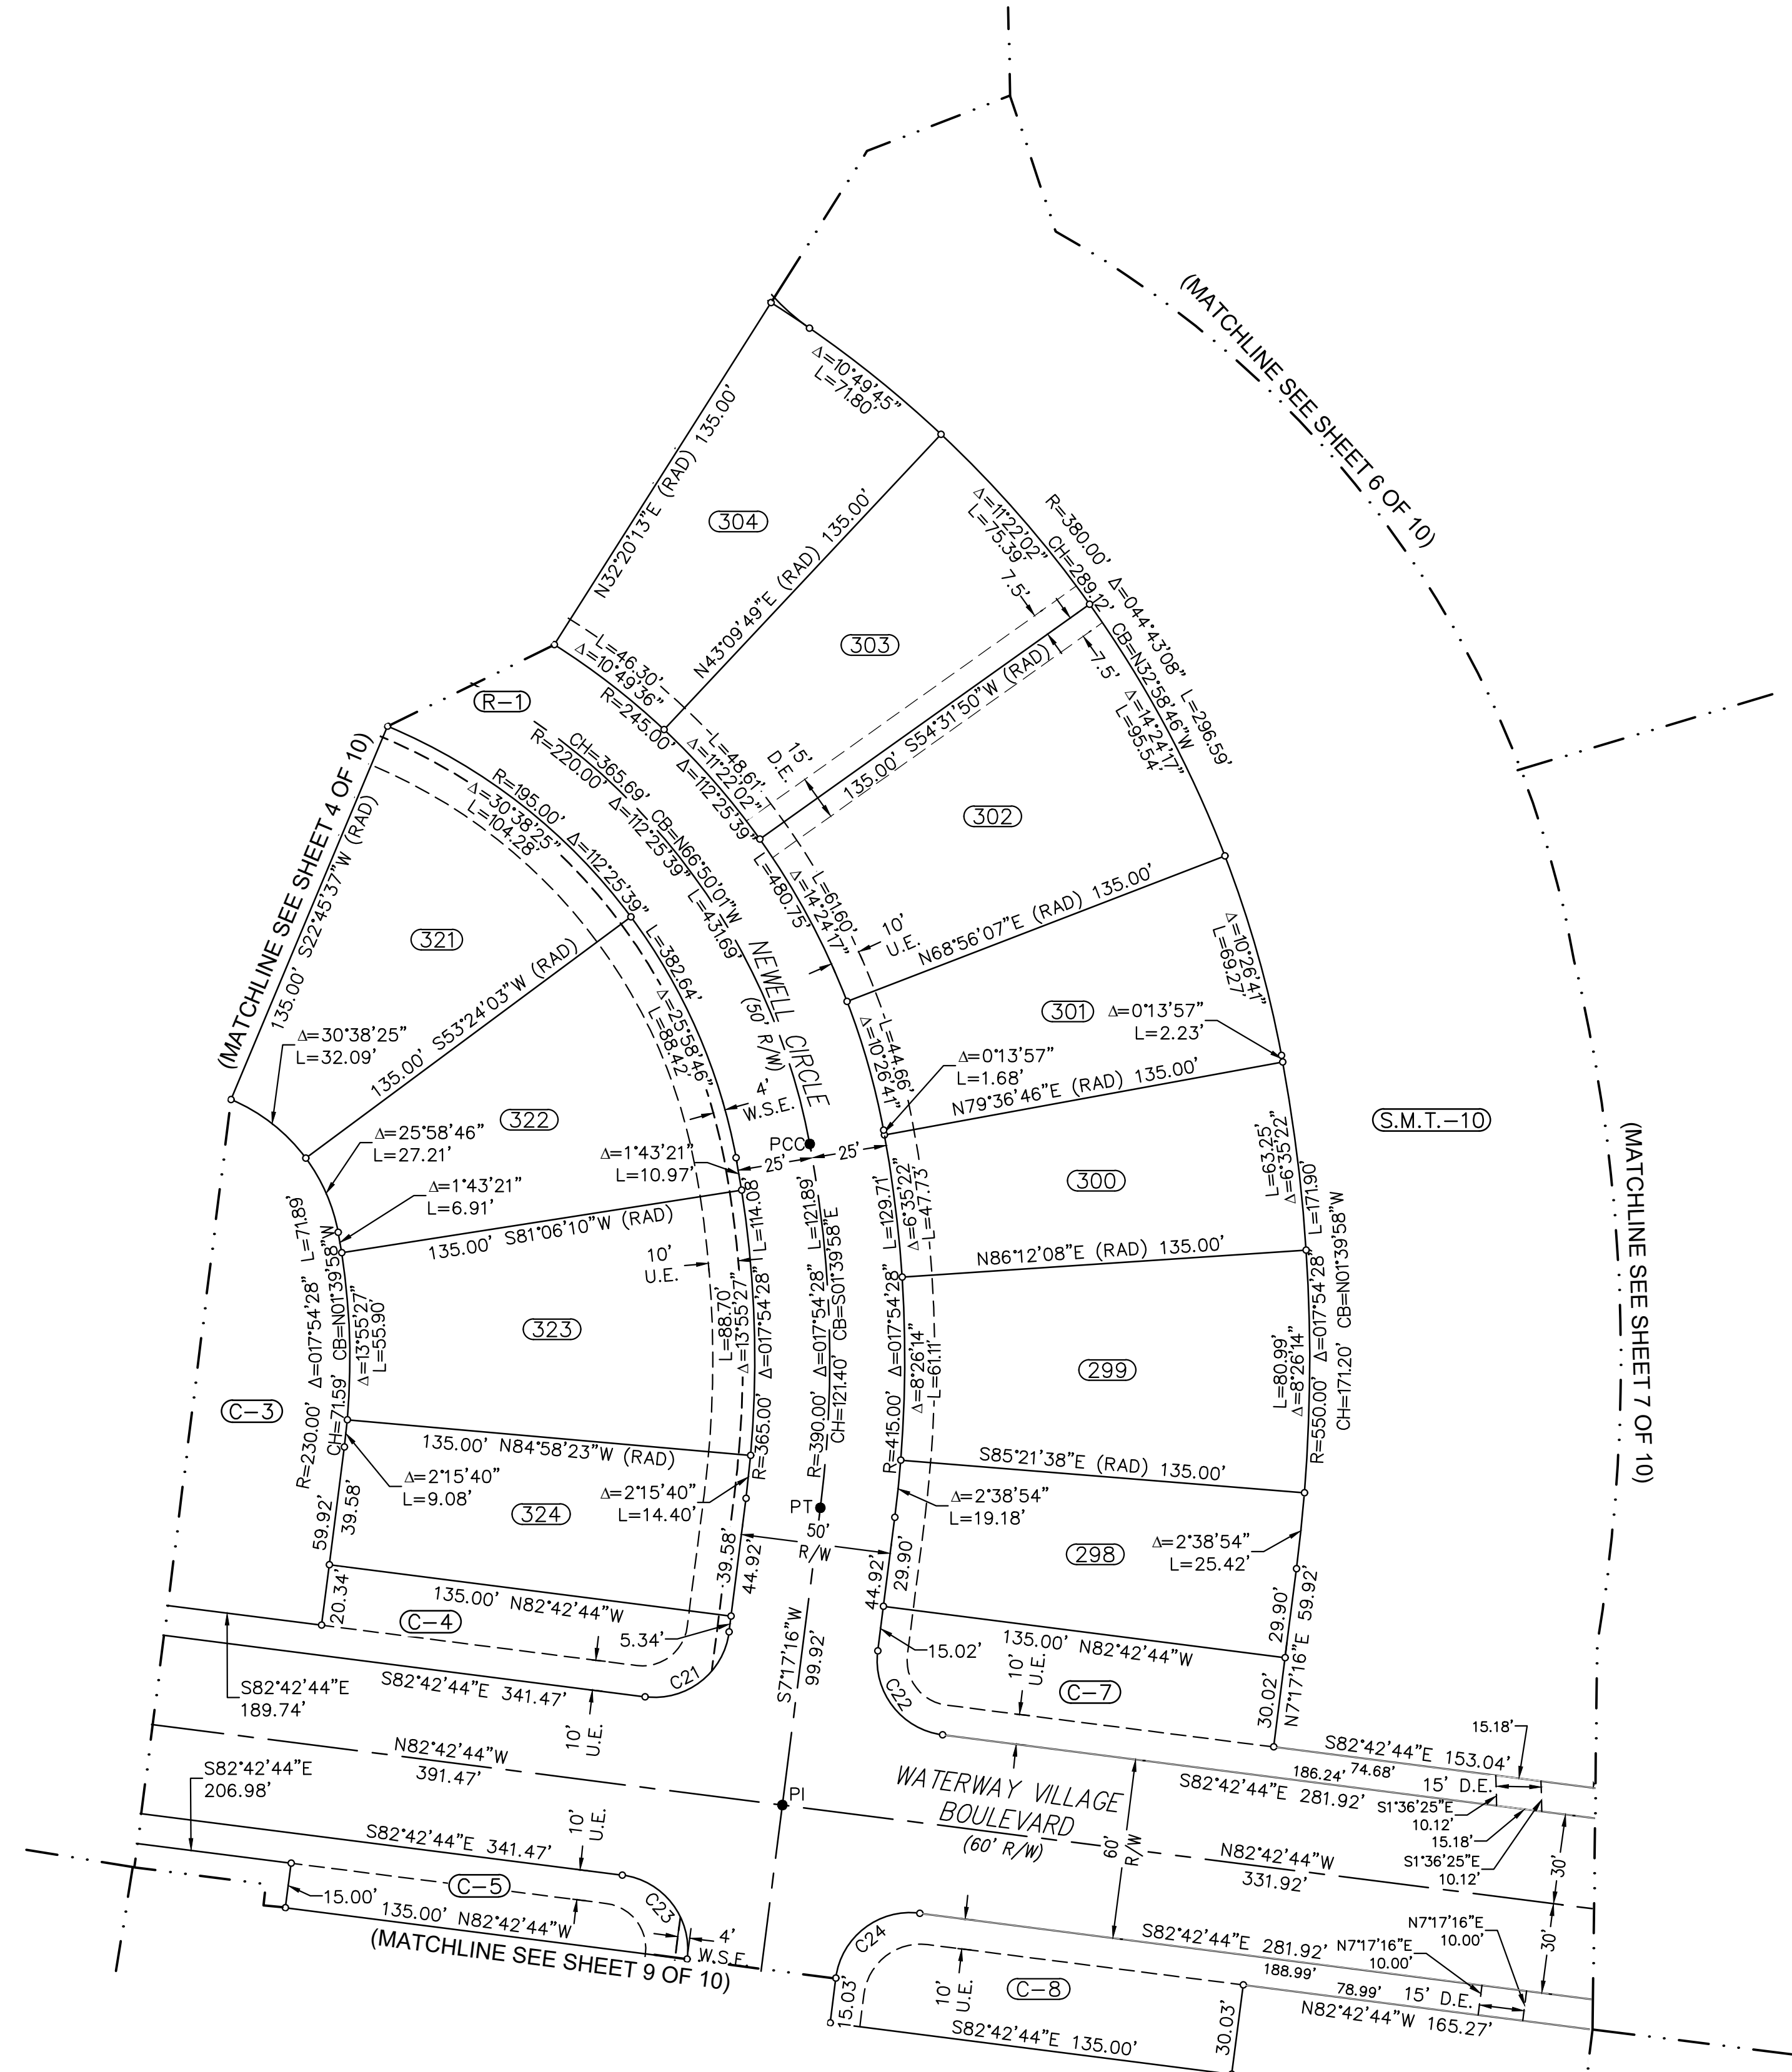 (MATCHLINE SEE SHEET 6 OF 10)
Δ=10°49'45"
L=71.80'
N32°20'13"E (RAD) 135.00'
304
N43°09'49"E (RAD) 135.00'
Δ=11°22'02"
L=75.39'
7.5'
R=380.00' Δ=044°43'08" L=296.59'
CH=289.12' CB=N32°58'46"W
303
7.5'
Δ=14°24'17"
L=95.54'
L=46.30'
Δ=10°49'36"
R=245.00' Δ=112°25'39"
L=480.75'
R-1
L=48.61'
Δ=11°22'02"
15'
D.E.
135.00' S54°31'50"W (RAD)
CH=365.69' CB=N66°50'01"W
R=220.00' Δ=112°25'39" L=431.69'
302
(MATCHLINE SEE SHEET 4 OF 10)
135.00' S22°45'37"W (RAD)
R=195.00' Δ=112°25'39"
L=382.64'
Δ=30°38'25"
L=104.28'
L=61.60'
Δ=14°24'17"
10'
U.E.
N68°56'07"E (RAD) 135.00'
321
135.00' S53°24'03"W (RAD)
NEWELL CIRCLE
(50' R/W)
Δ=10°26'41"
L=69.27'
Δ=25°58'46"
L=88.42'
301
Δ=0°13'57"
L=2.23'
L=44.66'
Δ=10°26'41"
Δ=30°38'25"
L=32.09'
Δ=0°13'57"
L=1.68'
N79°36'46"E (RAD) 135.00'
4'
W.S.E.
322
S.M.T.-10
Δ=25°58'46"
L=27.21'
PCC
25'
25'
Δ=1°43'21"
L=10.97'
Δ=1°43'21"
L=6.91'
300
L=63.25'
Δ=6°35'22"
135.00' S81°06'10"W (RAD)
10'
U.E.
Δ=6°35'22"
L=47.73'
N86°12'08"E (RAD) 135.00'
(MATCHLINE SEE SHEET 7 OF 10)
R=230.00' Δ=017°54'28" L=71.89'
CH=71.59' CB=N01°39'58"W
Δ=13°55'27"
L=55.90'
323
L=88.70'
Δ=13°55'27"
R=365.00' Δ=017°54'28" L=114.08'
R=390.00' Δ=017°54'28" L=121.89'
CH=121.40' CB=S01°39'58"E
R=415.00' Δ=017°54'28" L=129.71'
Δ=8°26'14"
L=61.11'
299
L=80.99'
Δ=8°26'14"
R=550.00' Δ=017°54'28" L=171.90'
CH=171.20' CB=N01°39'58"W
C-3
135.00' N84°58'23"W (RAD)
S85°21'38"E (RAD) 135.00'
Δ=2°15'40"
L=9.08'
324
Δ=2°15'40"
L=14.40'
PT
50'
R/W
Δ=2°38'54"
L=19.18'
298
Δ=2°38'54"
L=25.42'
59.92'
39.58'
39.58'
44.92'
44.92'
29.90'
29.90'
N7°17'16"E 59.92'
20.34'
135.00' N82°42'44"W
C-4
5.34'
S7°17'16"W
99.92'
15.02'
135.00' N82°42'44"W
S82°42'44"E
189.74'
S82°42'44"E 341.47'
C21
10'
U.E.
C22
10'
U.E.
C-7
30.02'
15.18'
S82°42'44"E 153.04'
N82°42'44"W
391.47'
PI
WATERWAY VILLAGE
BOULEVARD
(60' R/W)
186.24'
74.68'
15' D.E.
S82°42'44"E 281.92'
S1°36'25"E
10.12'
15.18'
S1°36'25"E
10.12'
60'
R/W
S82°42'44"E
206.98'
S82°42'44"E 341.47'
10'
U.E.
N82°42'44"W
331.92'
30'
30'
C-5
15.00'
C23
135.00' N82°42'44"W
4'
W.S.E.
(MATCHLINE SEE SHEET 9 OF 10)
C24
S82°42'44"E 281.92'
N7°17'16"E
10.00'
N7°17'16"E
10.00'
188.99'
78.99'
15' D.E.
N82°42'44"W 165.27'
15.03'
10'
U.E.
C-8
S82°42'44"E 135.00'
30.03'